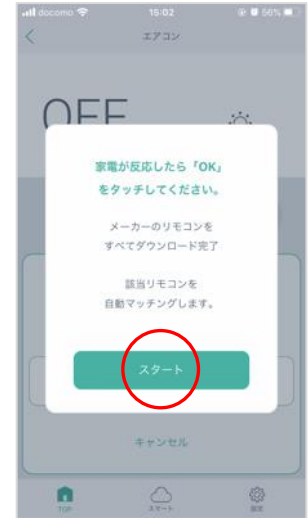 docomo 15:02 56%
エアコン
OFF
家電が反応したら「OK」
をタッチしてください。
メーカーのリモコンを
すべてダウンロード完了
該当リモコンを
自動マッチングします。
スタート
キャンセル
TOP スマート 設定